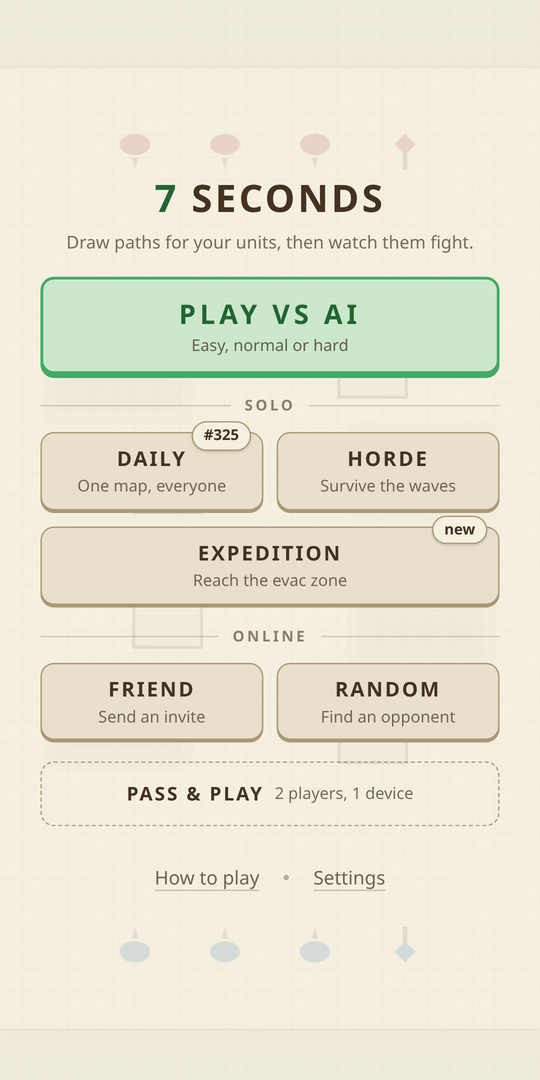 7 SECONDS
Draw paths for your units, then watch them fight.
PLAY VS AI
Easy, normal or hard
SOLO
#325
DAILY
One map, everyone
HORDE
Survive the waves
new
EXPEDITION
Reach the evac zone
ONLINE
FRIEND
Send an invite
RANDOM
Find an opponent
PASS & PLAY 2 players, 1 device
How to play • Settings